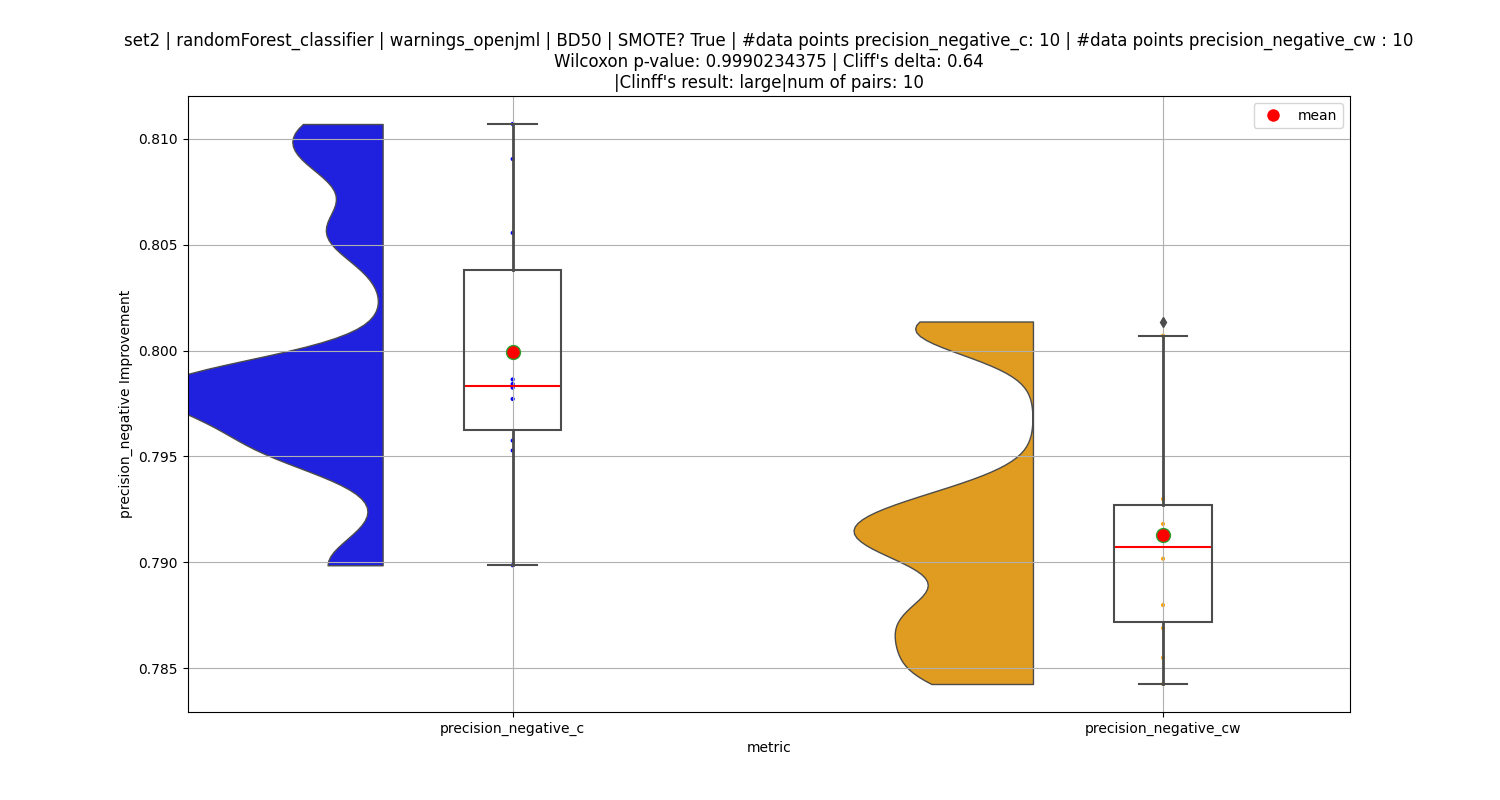 set2 | randomForest_classifier | warnings_openjml | BD50 | SMOTE? True | #data points precision_negative_c: 10 | #data points precision_negative_cw : 10
Wilcoxon p-value: 0.9990234375 | Cliff's delta: 0.64
|Clinff's result: large|num of pairs: 10
mean
0.810
0.805
0.800
0.795
0.790
0.785
precision_negative Improvement
precision_negative_c
precision_negative_cw
metric